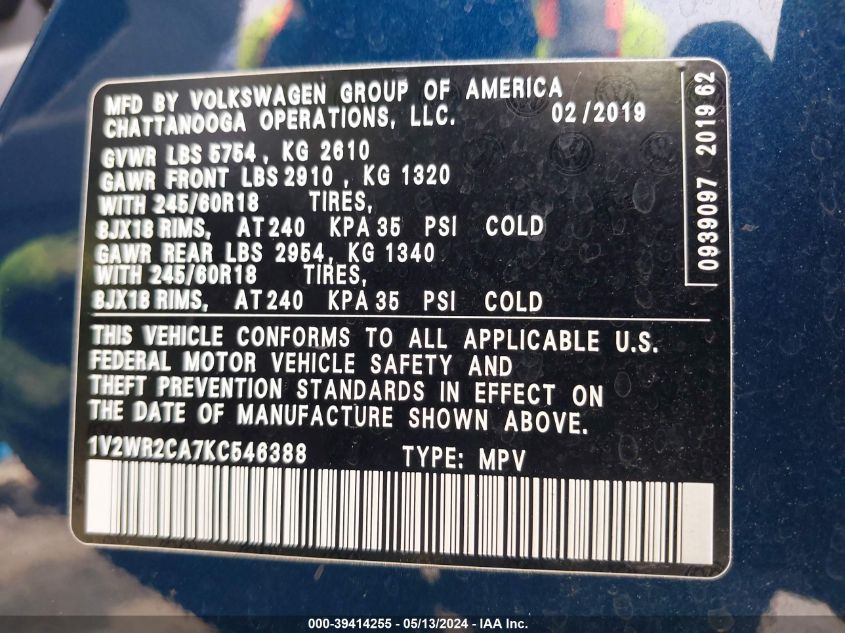 MFD BY VOLKSWAGEN GROUP OF AMERICA
CHATTANOOGA OPERATIONS, LLC. 02/2019
GVWR LBS 5754, KG 2610
GAWR FRONT LBS 2910, KG 1320
WITH 245/60R18 TIRES,
8JX18 RIMS, AT 240 KPA 35 PSI COLD
GAWR REAR LBS 2954, KG 1340
WITH 245/60R18 TIRES,
8JX18 RIMS, AT 240 KPA 35 PSI COLD
THIS VEHICLE CONFORMS TO ALL APPLICABLE U.S.
FEDERAL MOTOR VEHICLE SAFETY AND
THEFT PREVENTION STANDARDS IN EFFECT ON
THE DATE OF MANUFACTURE SHOWN ABOVE.
1V2WR2CA7KC546388 TYPE: MPV
0939097 2019 62
000-39414255 - 05/13/2024 - IAA Inc.